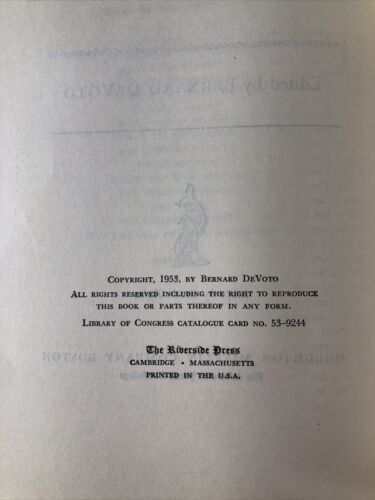 Copyright, 1953, by Bernard DeVoto
All rights reserved including the right to reproduce
this book or parts thereof in any form.
Library of Congress catalogue card no. 53-9244
The Riverside Press
Cambridge • Massachusetts
Printed in the U.S.A.